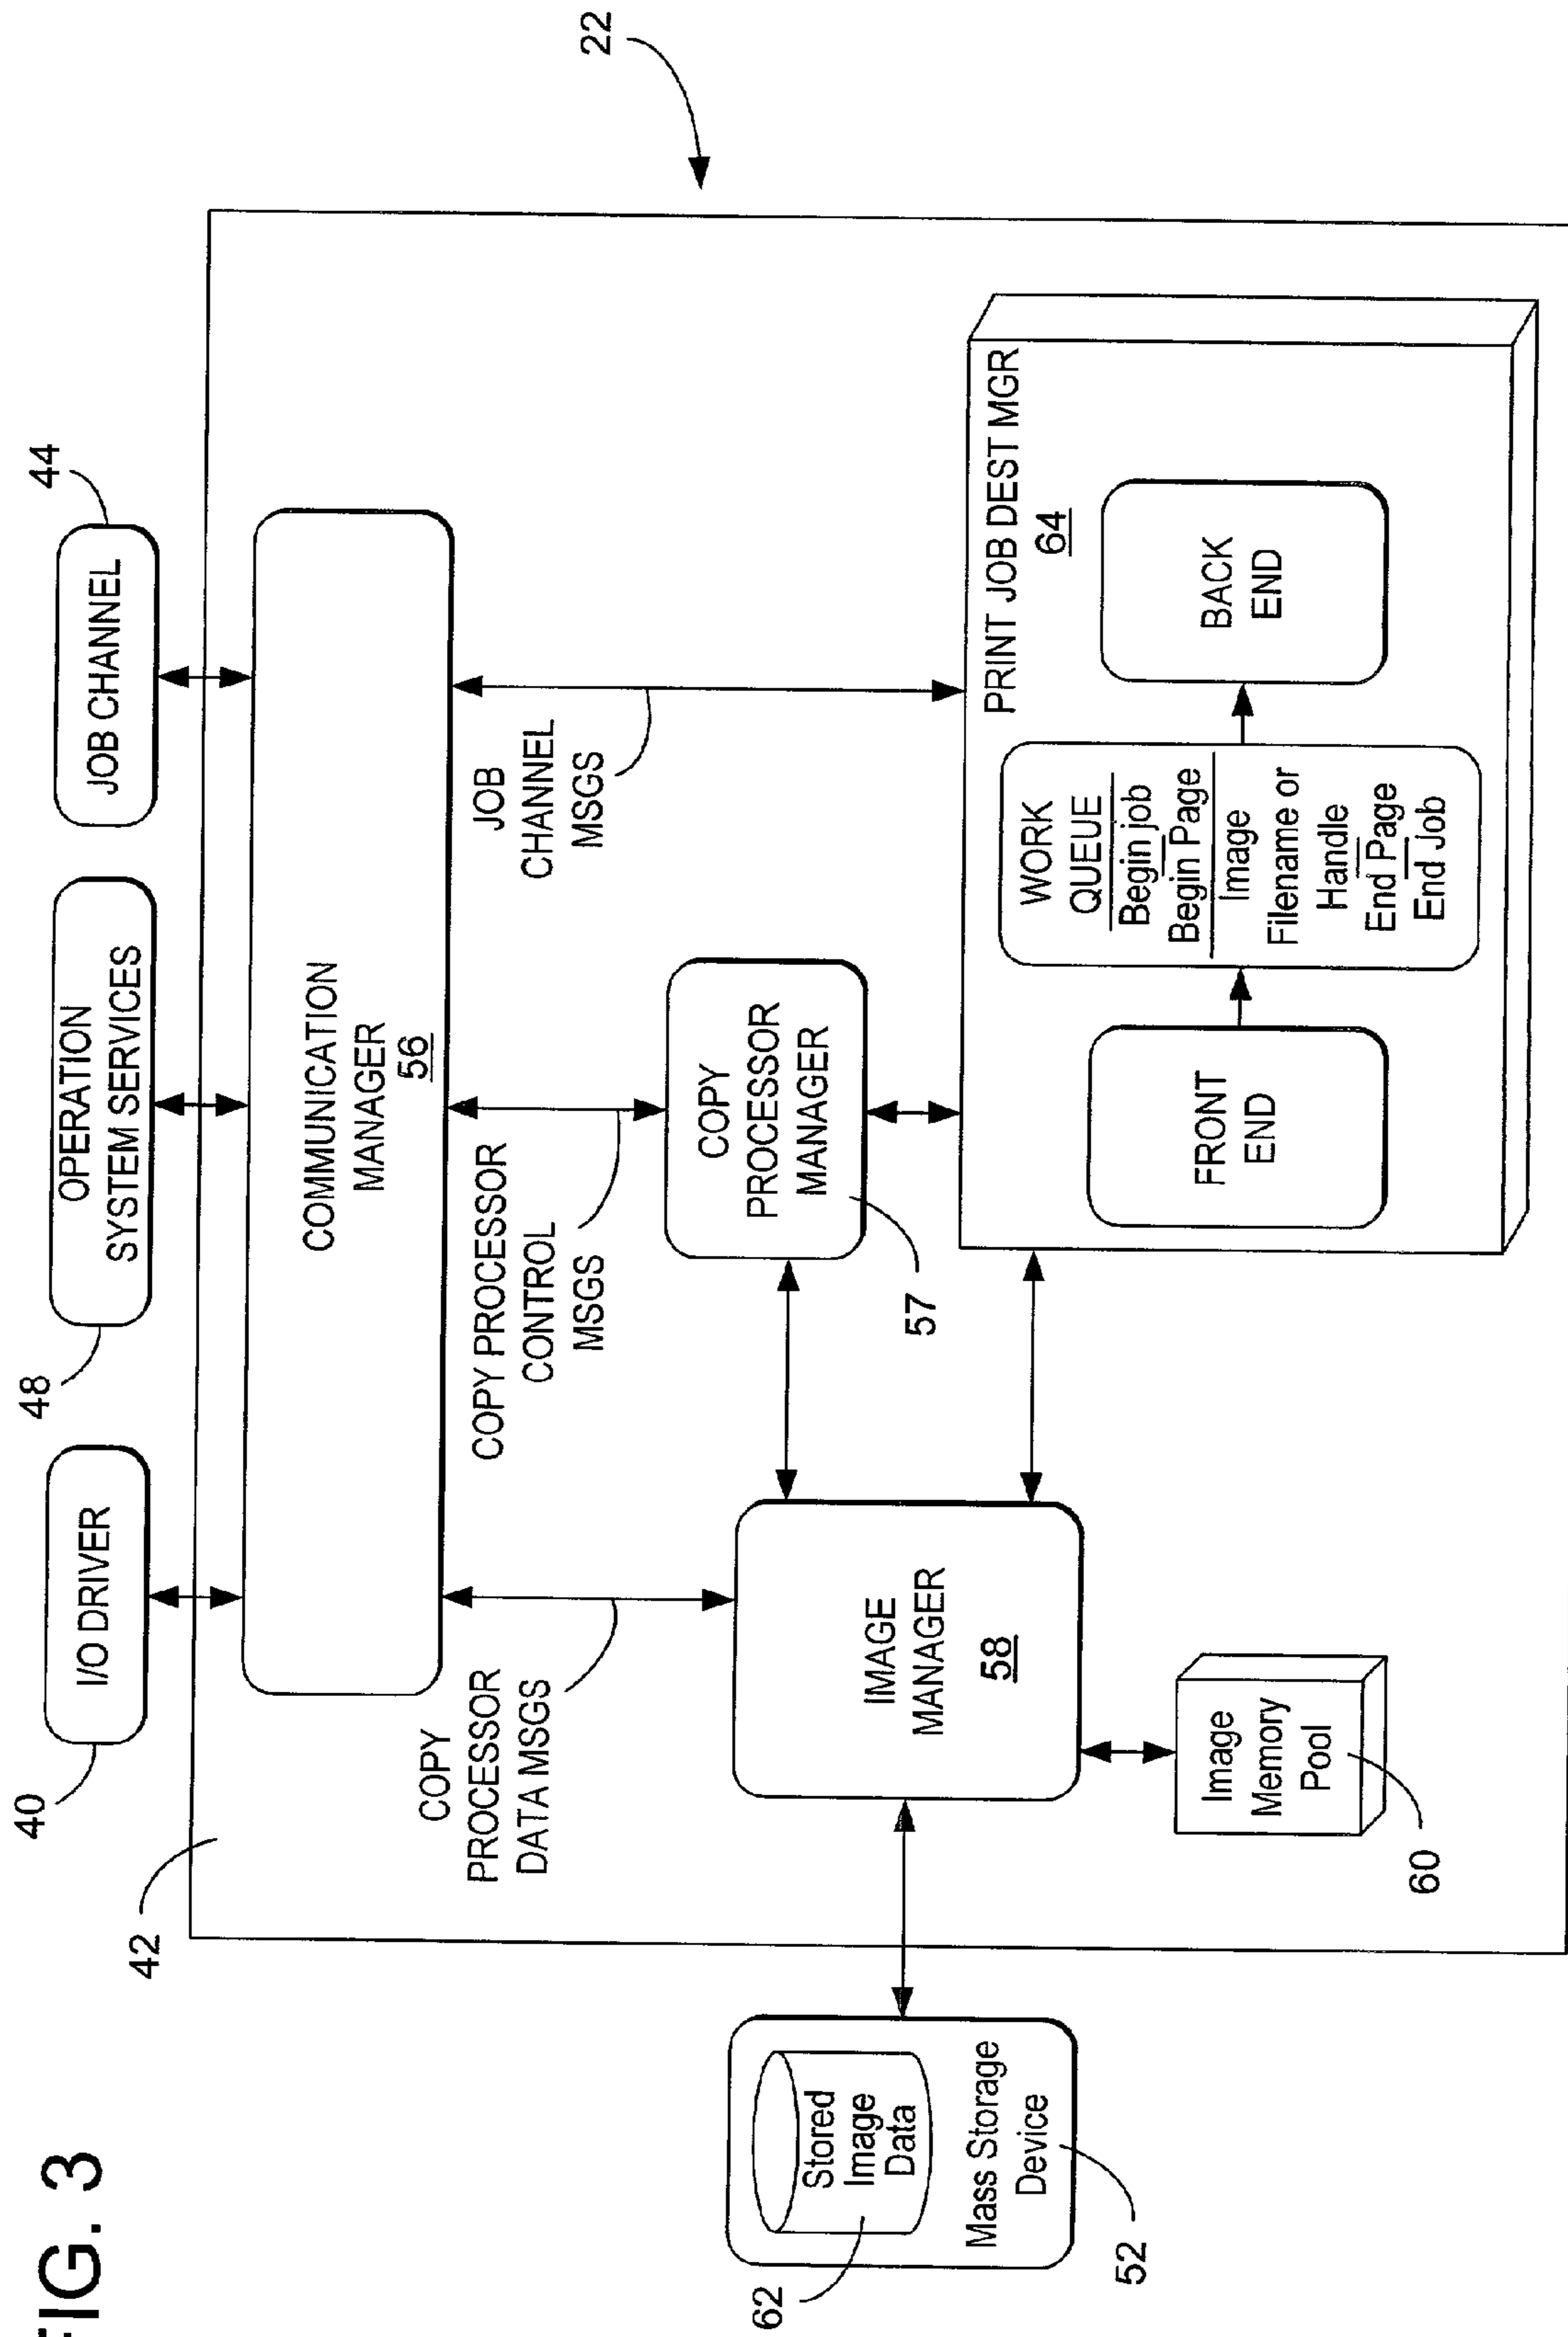 FIG. 3
22
40
I/O DRIVER
48
OPERATION
SYSTEM SERVICES
JOB CHANNEL
44
42
COMMUNICATION
MANAGER
56
COPY
PROCESSOR
DATA MSGS
COPY PROCESSOR
CONTROL
MSGS
JOB
CHANNEL
MSGS
62
Stored
Image
Data
Mass Storage
Device
52
IMAGE
MANAGER
58
COPY
PROCESSOR
MANAGER
57
Image
Memory
Pool
60
PRINT JOB DEST MGR
64
FRONT
END
WORK
QUEUE
Begin job
Begin Page
Image
Filename or
Handle
End Page
End Job
BACK
END